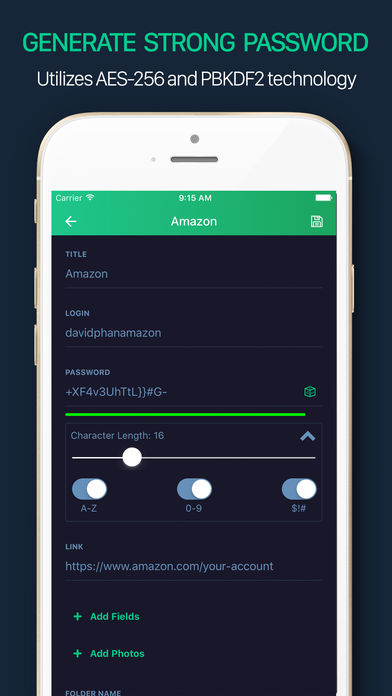 GENERATE STRONG PASSWORD
Utilizes AES-256 and PBKDF2 technology
Carrier 9:15 AM
Amazon
TITLE
Amazon
LOGIN
davidphanamazon
PASSWORD
+XF4v3UhTtL}}#G-
Character Length: 16
A-Z 0-9 $!#
LINK
https://www.amazon.com/your-account
+ Add Fields
+ Add Photos
FOLDER NAME